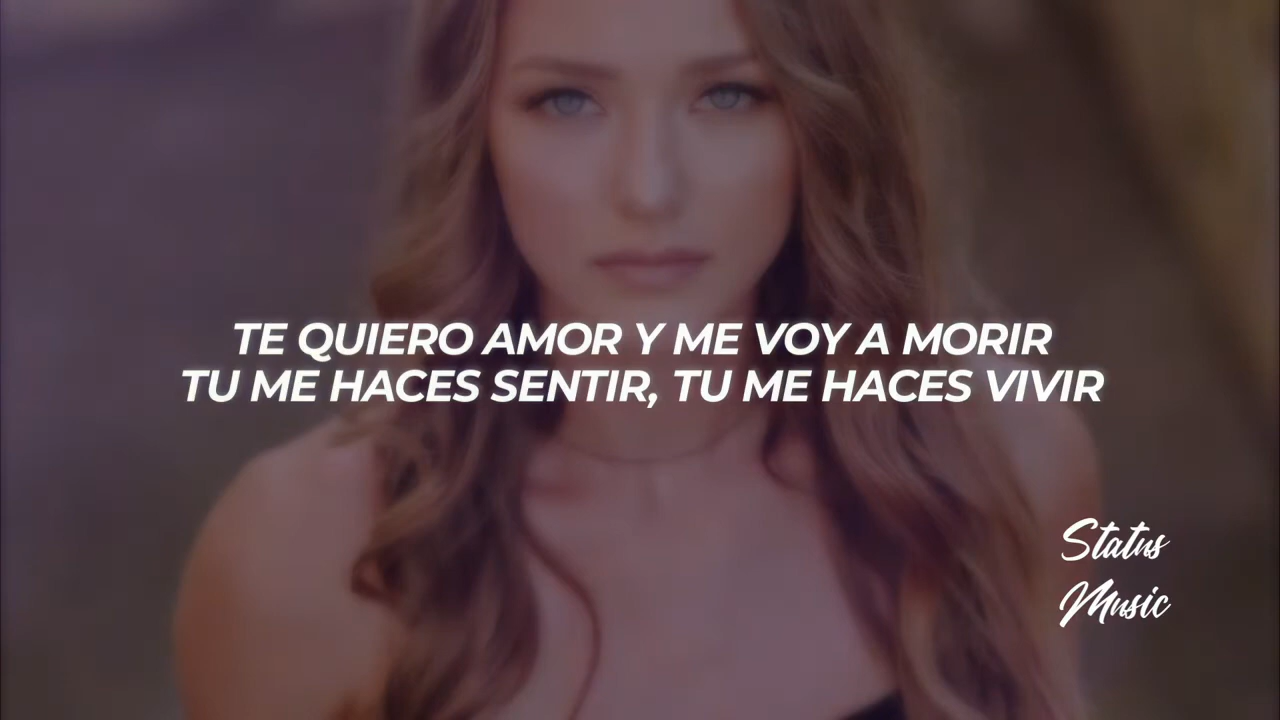 TE QUIERO AMOR Y ME VOY A MORIR
TU ME HACES SENTIR, TU ME HACES VIVIR
Status
Music